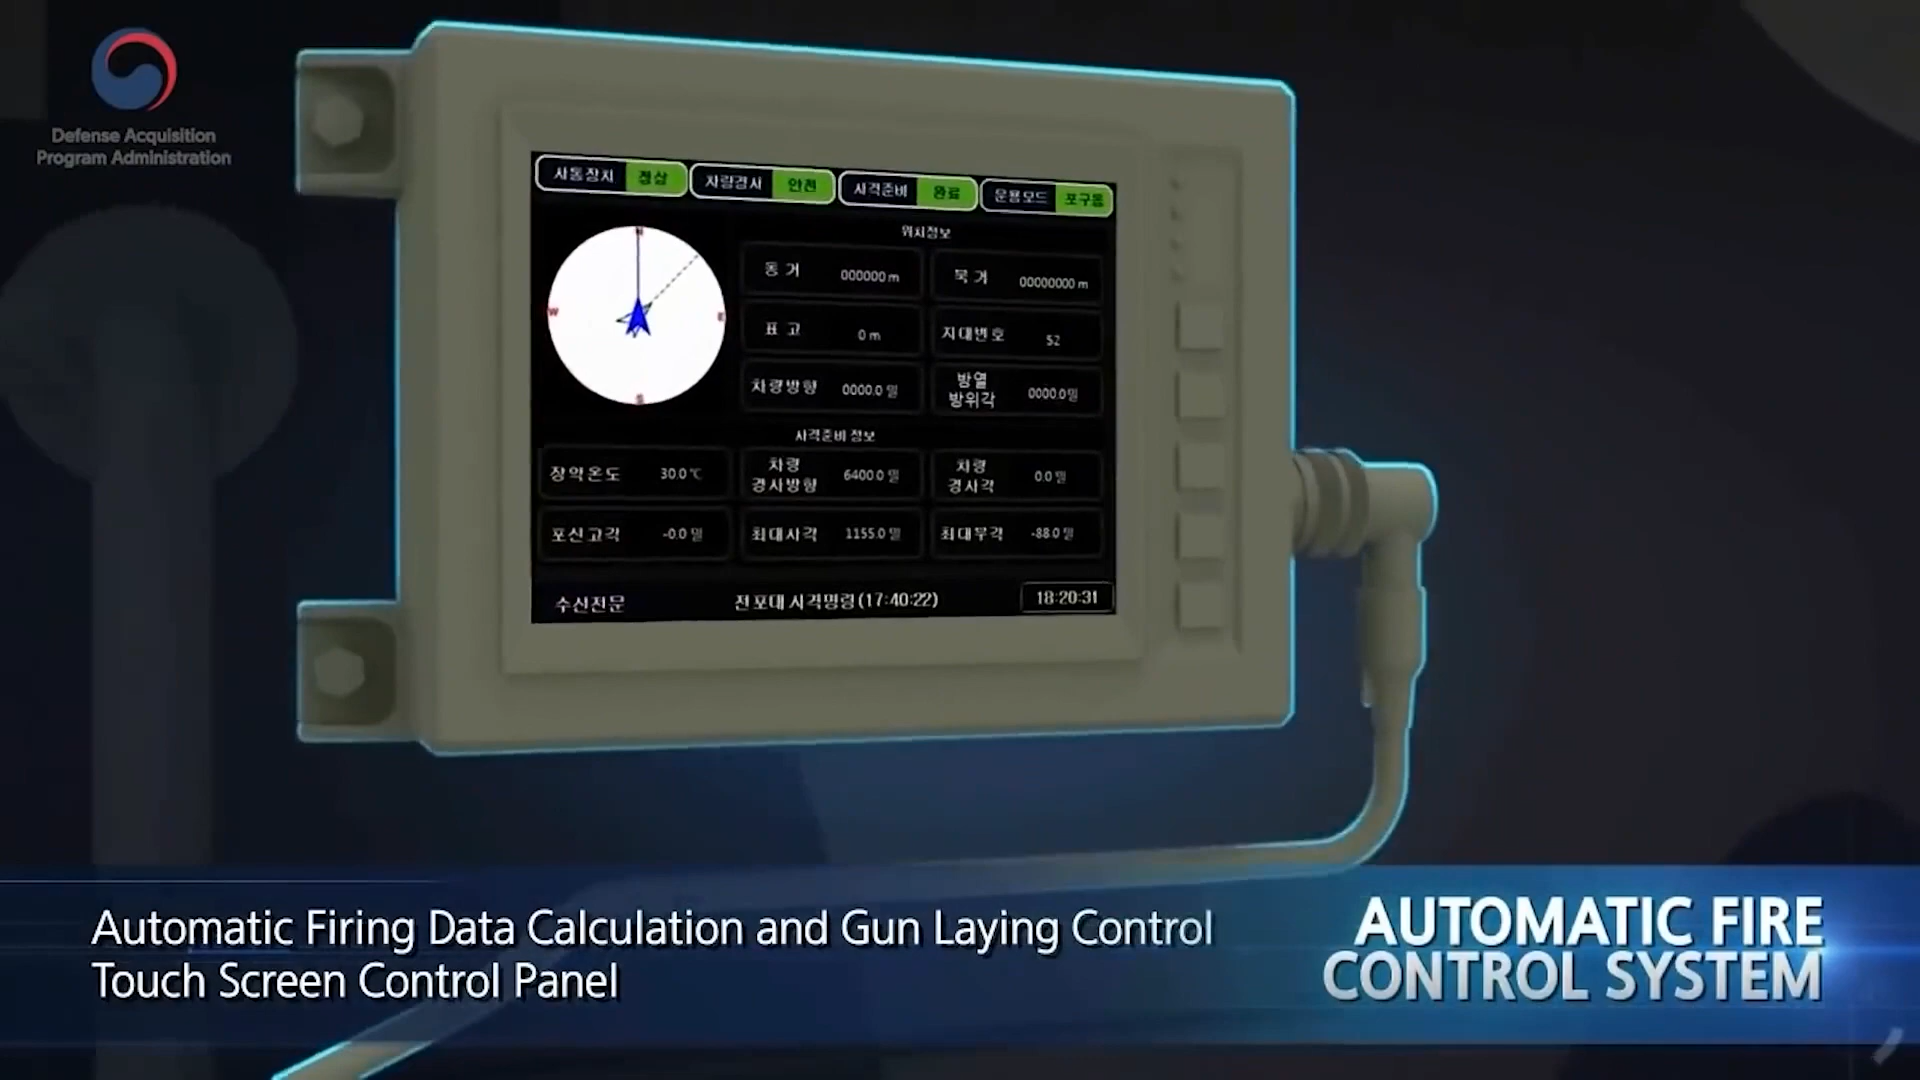 Defense Acquisition
Program Administration
사통장치 정상 차량경사 안전 사격준비 완료 운용모드 포구동
N
W
E
S
위치정보
동 거 000000 m 북 거 00000000 m
표 고 0 m 지대번호 52
차량방향 0000.0 밀 방열
방위각 0000.0 밀
사격준비 정보
장약온도 30.0 ℃ 차량
경사방향 6400.0 밀 차량
경사각 0.0 밀
포신고각 -0.0 밀 최대사각 1155.0 밀 최대부각 -88.0 밀
수신전문 전포대 사격명령(17:40:22) 18:20:31
Automatic Firing Data Calculation and Gun Laying Control
Touch Screen Control Panel
AUTOMATIC FIRE
CONTROL SYSTEM